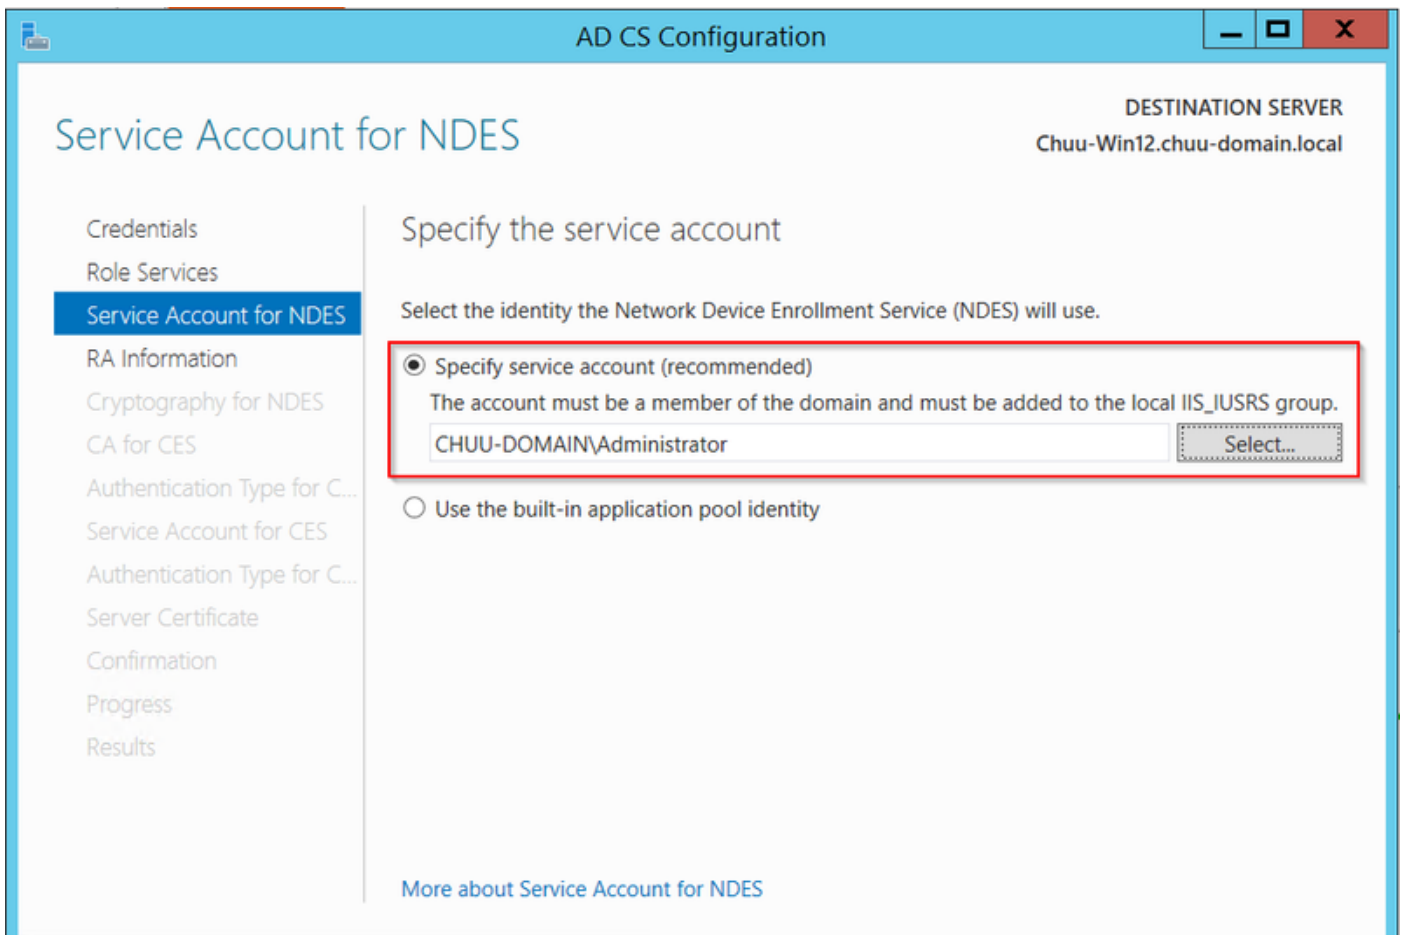 AD CS Configuration
Service Account for NDES
DESTINATION SERVER
Chuu-Win12.chuu-domain.local
Credentials
Role Services
Service Account for NDES
RA Information
Cryptography for NDES
CA for CES
Authentication Type for C...
Service Account for CES
Authentication Type for C...
Server Certificate
Confirmation
Progress
Results
Specify the service account
Select the identity the Network Device Enrollment Service (NDES) will use.
Specify service account (recommended)
The account must be a member of the domain and must be added to the local IIS_IUSRS group.
CHUU-DOMAIN\Administrator
Select...
Use the built-in application pool identity
More about Service Account for NDES